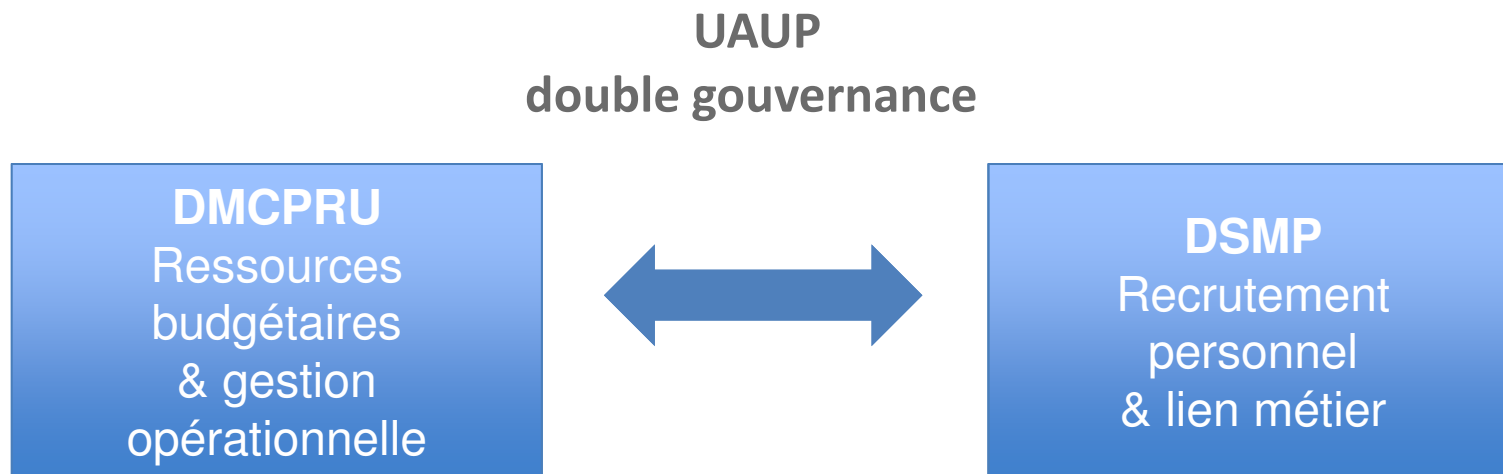 UAUP
double gouvernance
DMCPRU
Ressources
budgétaires
& gestion
opérationnelle
DSMP
Recrutement
personnel
& lien métier